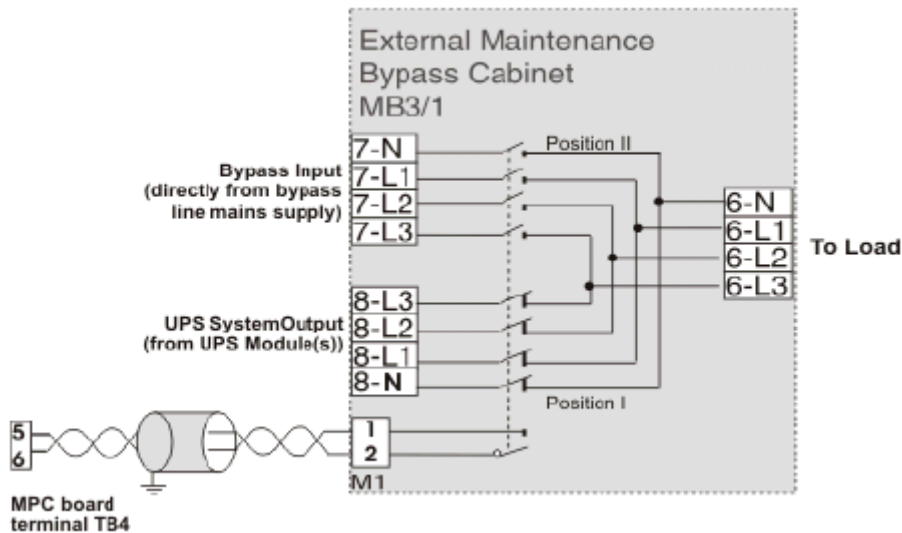 External Maintenance
Bypass Cabinet
MB3/1
7-N
7-L1
7-L2
7-L3
Bypass Input
(directly from bypass
line mains supply)
Position II
6-N
6-L1
6-L2
6-L3
To Load
8-L3
8-L2
8-L1
8-N
UPS SystemOutput
(from UPS Module(s))
Position I
5
6
1
2
M1
MPC board
terminal TB4